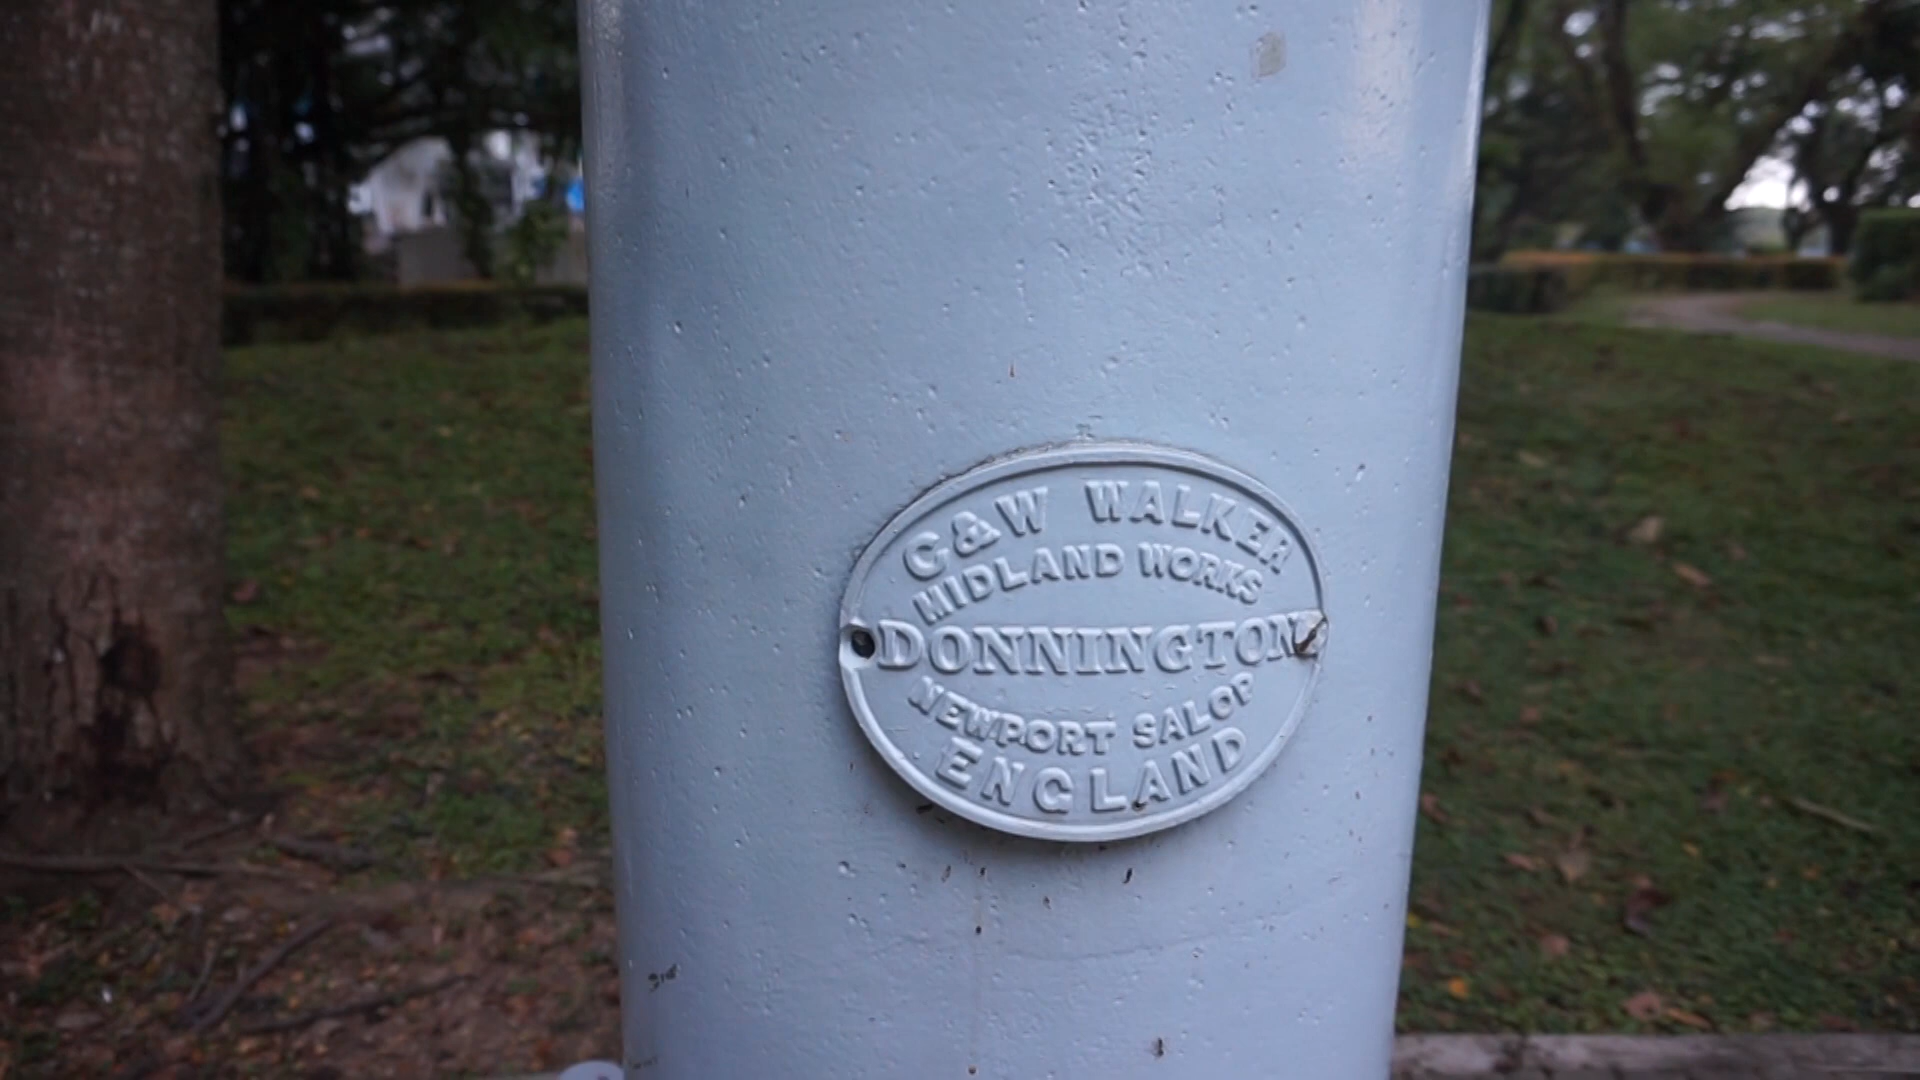 C&W WALKER
MIDLAND WORKS
DONNINGTON
NEWPORT SALOP
ENGLAND